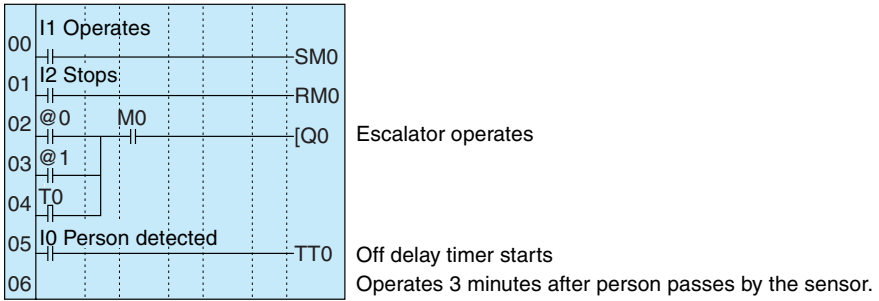 I1 Operates
00 SM0
I2 Stops
01 RM0
@0 M0
02 [Q0 Escalator operates
@1
03
T0
04
I0 Person detected
05 TT0 Off delay timer starts
06 Operates 3 minutes after person passes by the sensor.